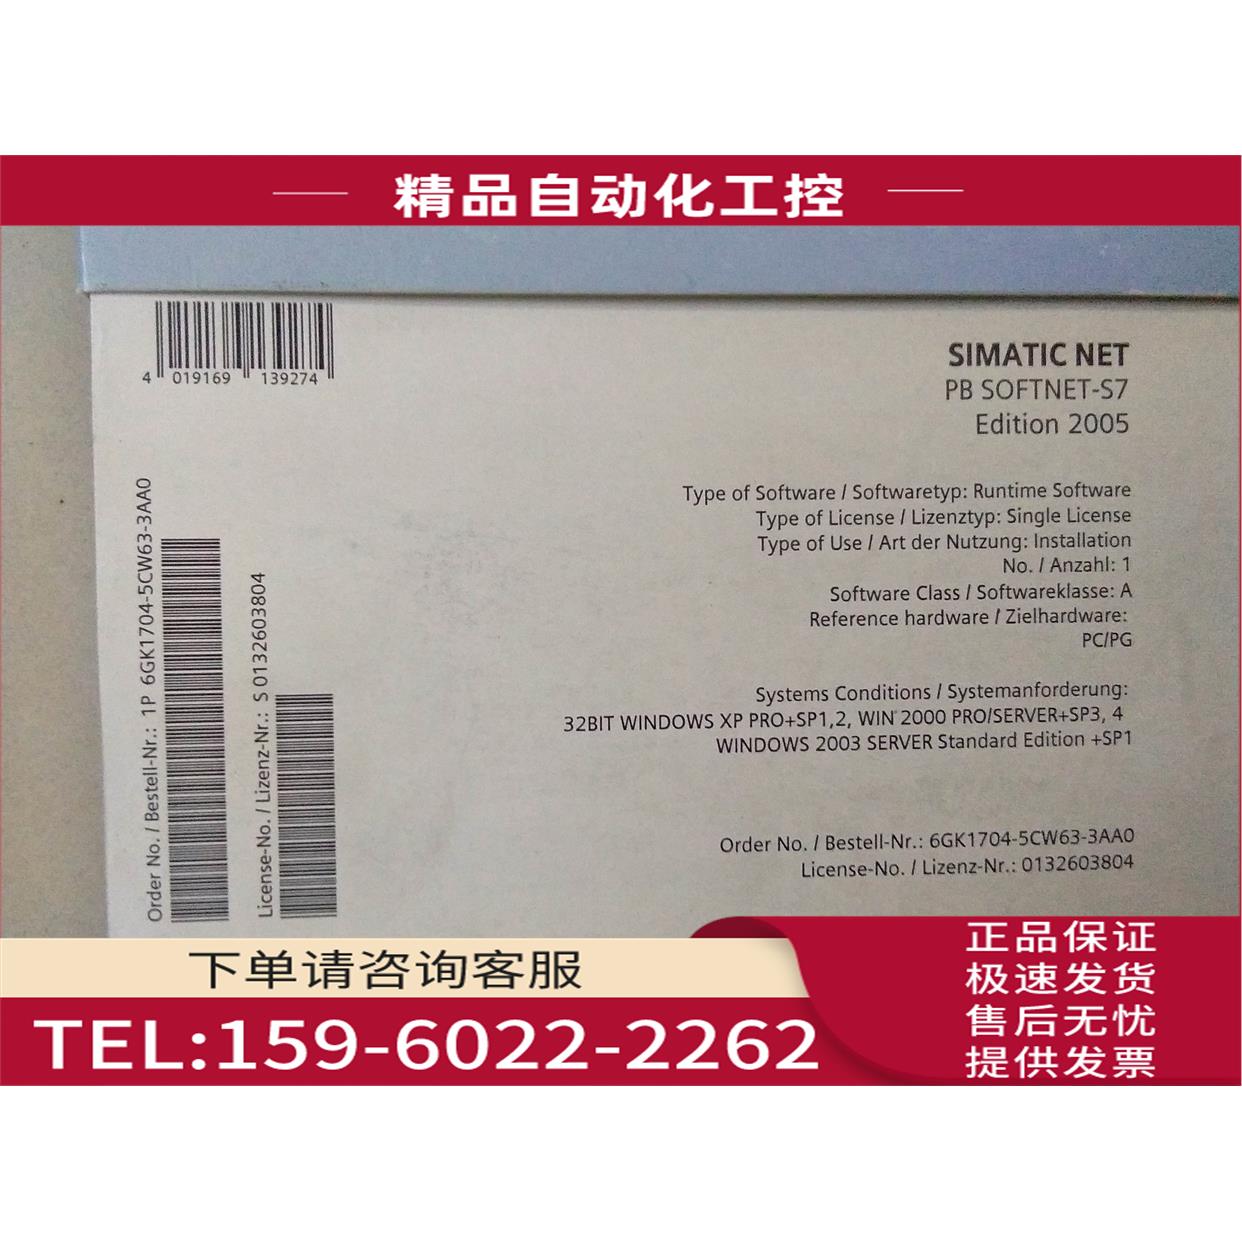 精品自动化工控
4 019169 139274
SIMATIC NET
PB SOFTNET-S7
Edition 2005
Type of Software / Softwaretyp: Runtime Software
Type of License / Lizenztyp: Single License
Type of Use / Art der Nutzung: Installation
No. / Anzahl: 1
Software Class / Softwareklasse: A
Reference hardware / Zielhardware:
PC/PG
Systems Conditions / Systemanforderung:
32BIT WINDOWS XP PRO+SP1,2, WIN 2000 PRO/SERVER+SP3, 4
WINDOWS 2003 SERVER Standard Edition +SP1
Order No. / Bestell-Nr.: 6GK1704-5CW63-3AA0
License-No. / Lizenz-Nr.: 0132603804
Order No. / Bestell-Nr.: 1P 6GK1704-5CW63-3AA0
License-No. / Lizenz-Nr.: S 0132603804
下单请咨询客服
TEL:159-6022-2262
正品保证
极速发货
售后无忧
提供发票